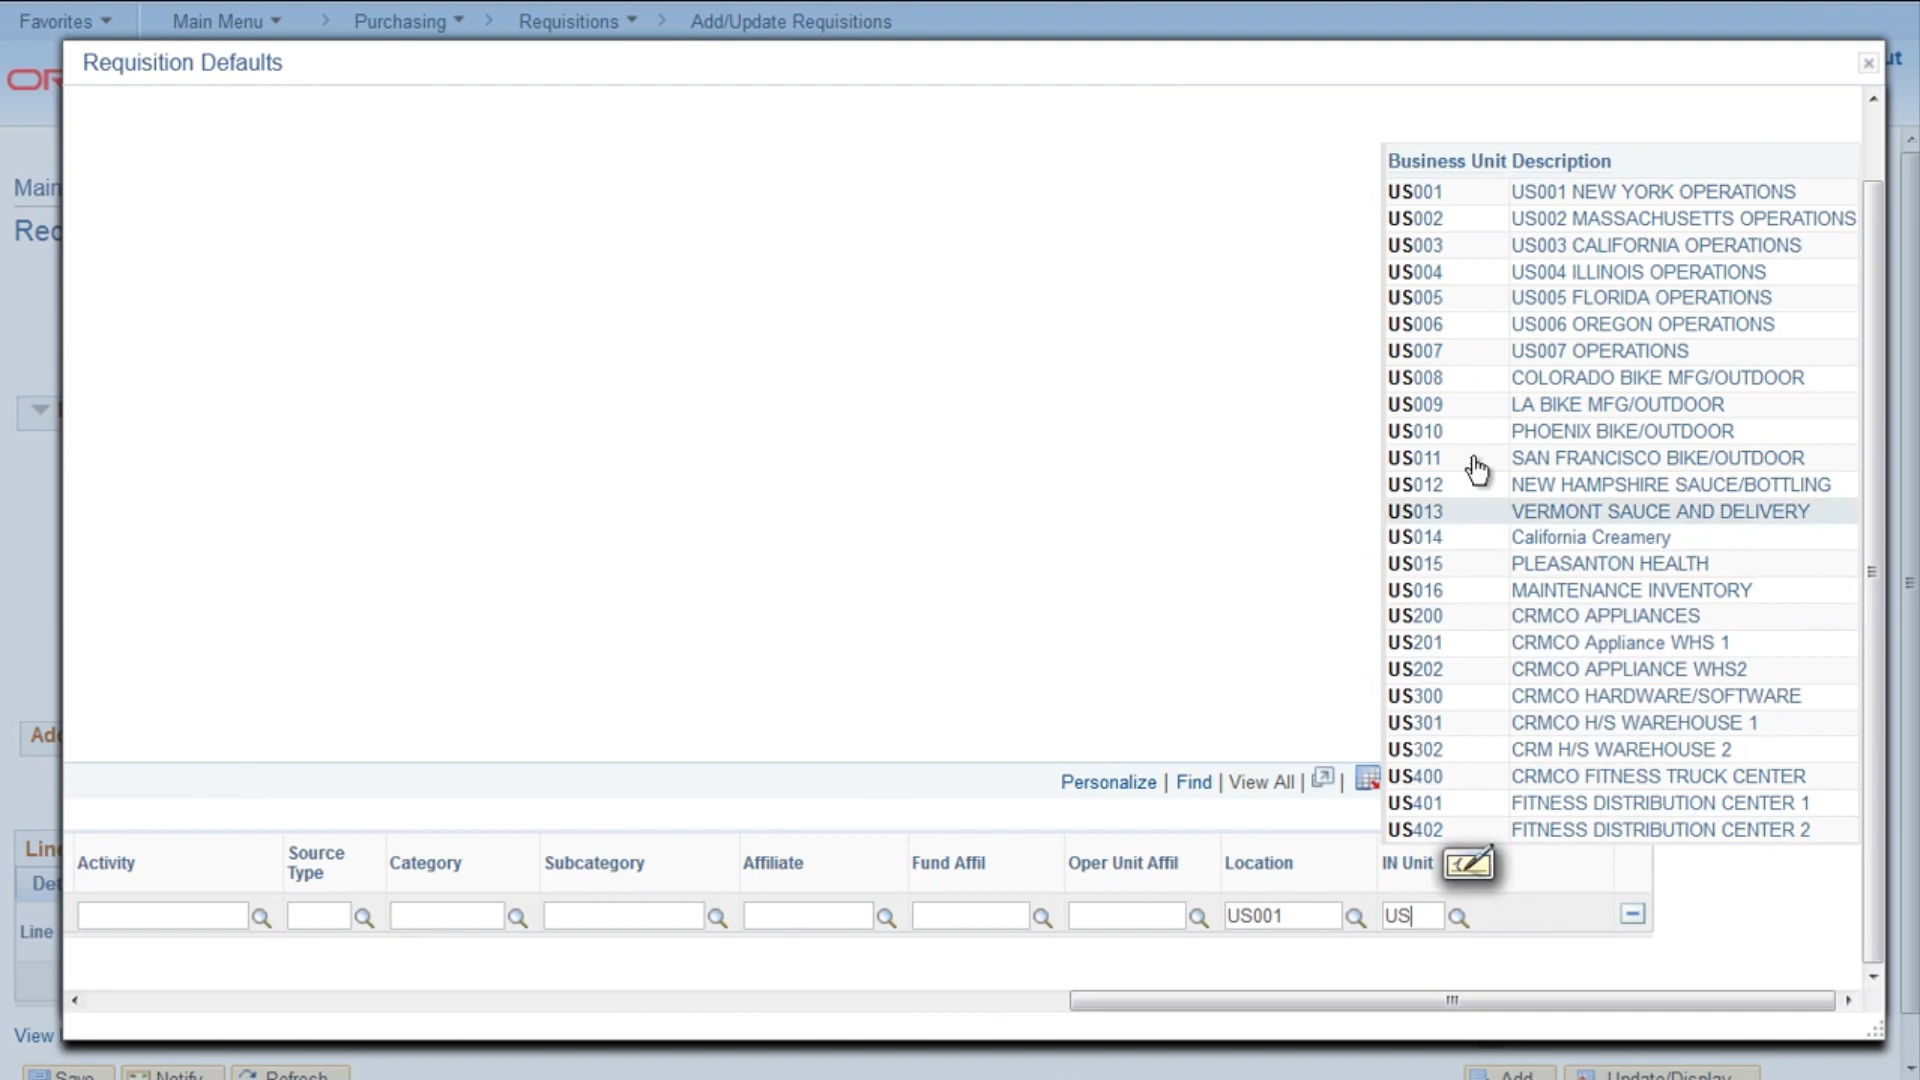 Favorites Main Menu > Purchasing > Requisitions > Add/Update Requisitions
Requisition Defaults
Business Unit Description
US001 US001 NEW YORK OPERATIONS
US002 US002 MASSACHUSETTS OPERATIONS
US003 US003 CALIFORNIA OPERATIONS
US004 US004 ILLINOIS OPERATIONS
US005 US005 FLORIDA OPERATIONS
US006 US006 OREGON OPERATIONS
US007 US007 OPERATIONS
US008 COLORADO BIKE MFG/OUTDOOR
US009 LA BIKE MFG/OUTDOOR
US010 PHOENIX BIKE/OUTDOOR
US011 SAN FRANCISCO BIKE/OUTDOOR
US012 NEW HAMPSHIRE SAUCE/BOTTLING
US013 VERMONT SAUCE AND DELIVERY
US014 California Creamery
US015 PLEASANTON HEALTH
US016 MAINTENANCE INVENTORY
US200 CRMCO APPLIANCES
US201 CRMCO Appliance WHS 1
US202 CRMCO APPLIANCE WHS2
US300 CRMCO HARDWARE/SOFTWARE
US301 CRMCO H/S WAREHOUSE 1
US302 CRM H/S WAREHOUSE 2
US400 CRMCO FITNESS TRUCK CENTER
US401 FITNESS DISTRIBUTION CENTER 1
US402 FITNESS DISTRIBUTION CENTER 2
Personalize | Find | View All | |
Activity Source Type Category Subcategory Affiliate Fund Affil Oper Unit Affil Location IN Unit
US001 US
Main
Line
View
Save Notify Refresh Add Update/Display